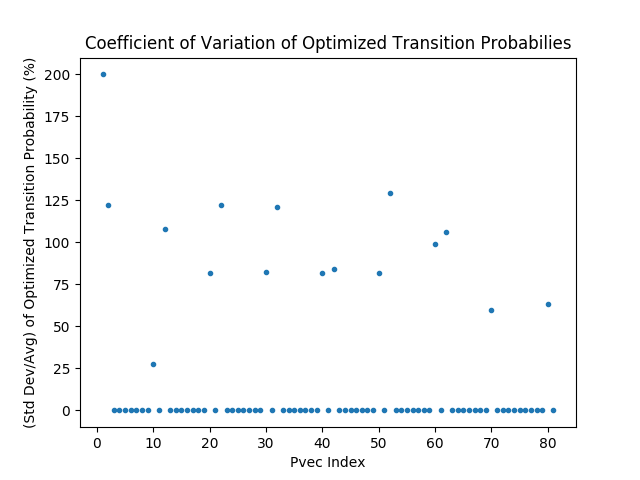 Coefficient of Variation of Optimized Transition Probabilies
(Std Dev/Avg) of Optimized Transition Probability (%)
200
175
150
125
100
75
50
25
0
0 10 20 30 40 50 60 70 80
Pvec Index